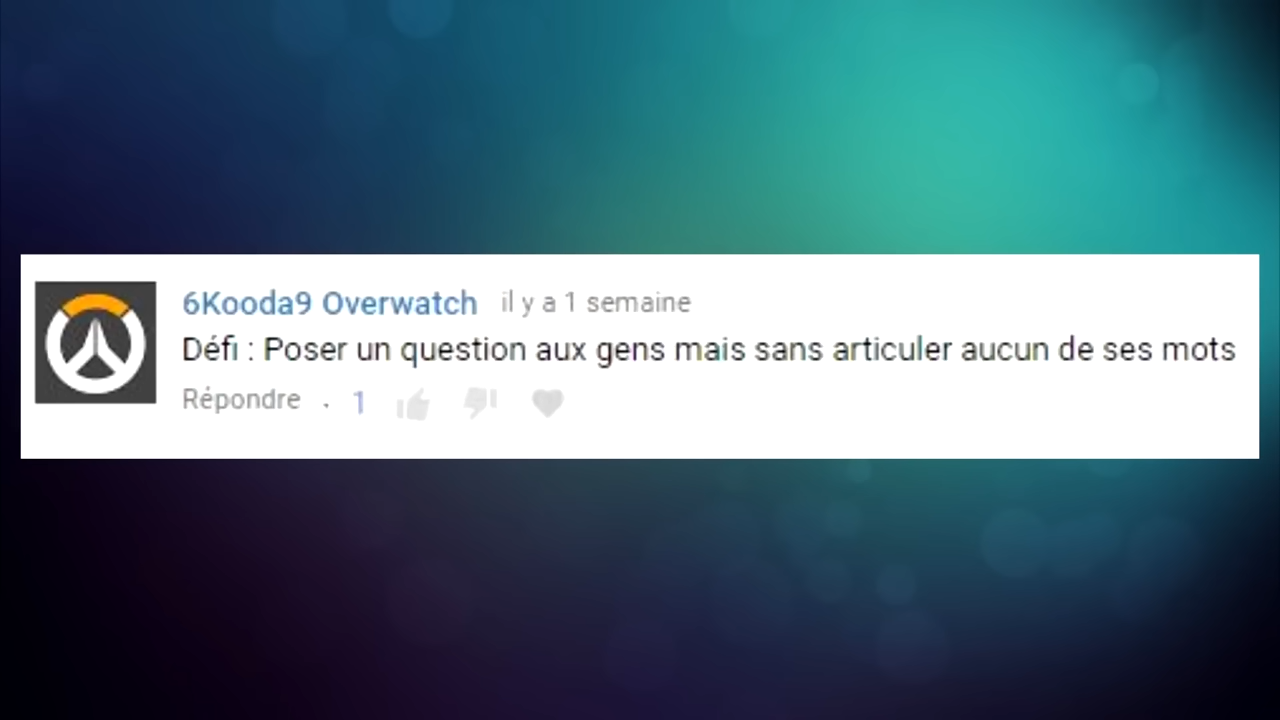 6Kooda9 Overwatch il y a 1 semaine
Défi : Poser un question aux gens mais sans articuler aucun de ses mots
Répondre . 1